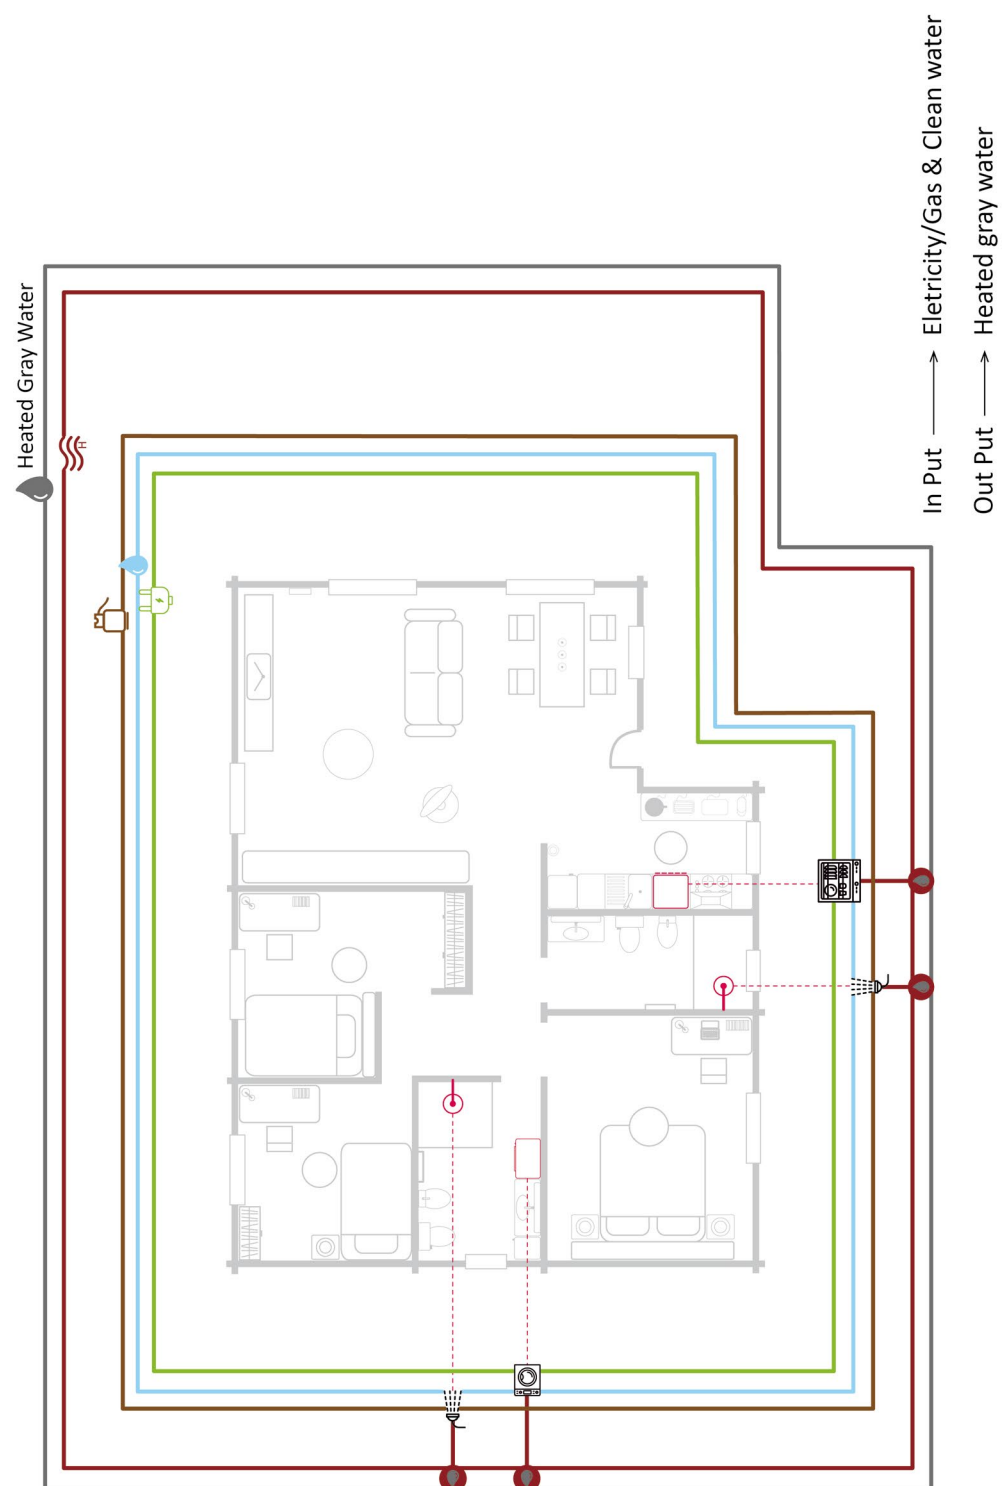 Heated Gray Water
H
In Put → Eletricity/Gas & Clean water
Out Put → Heated gray water